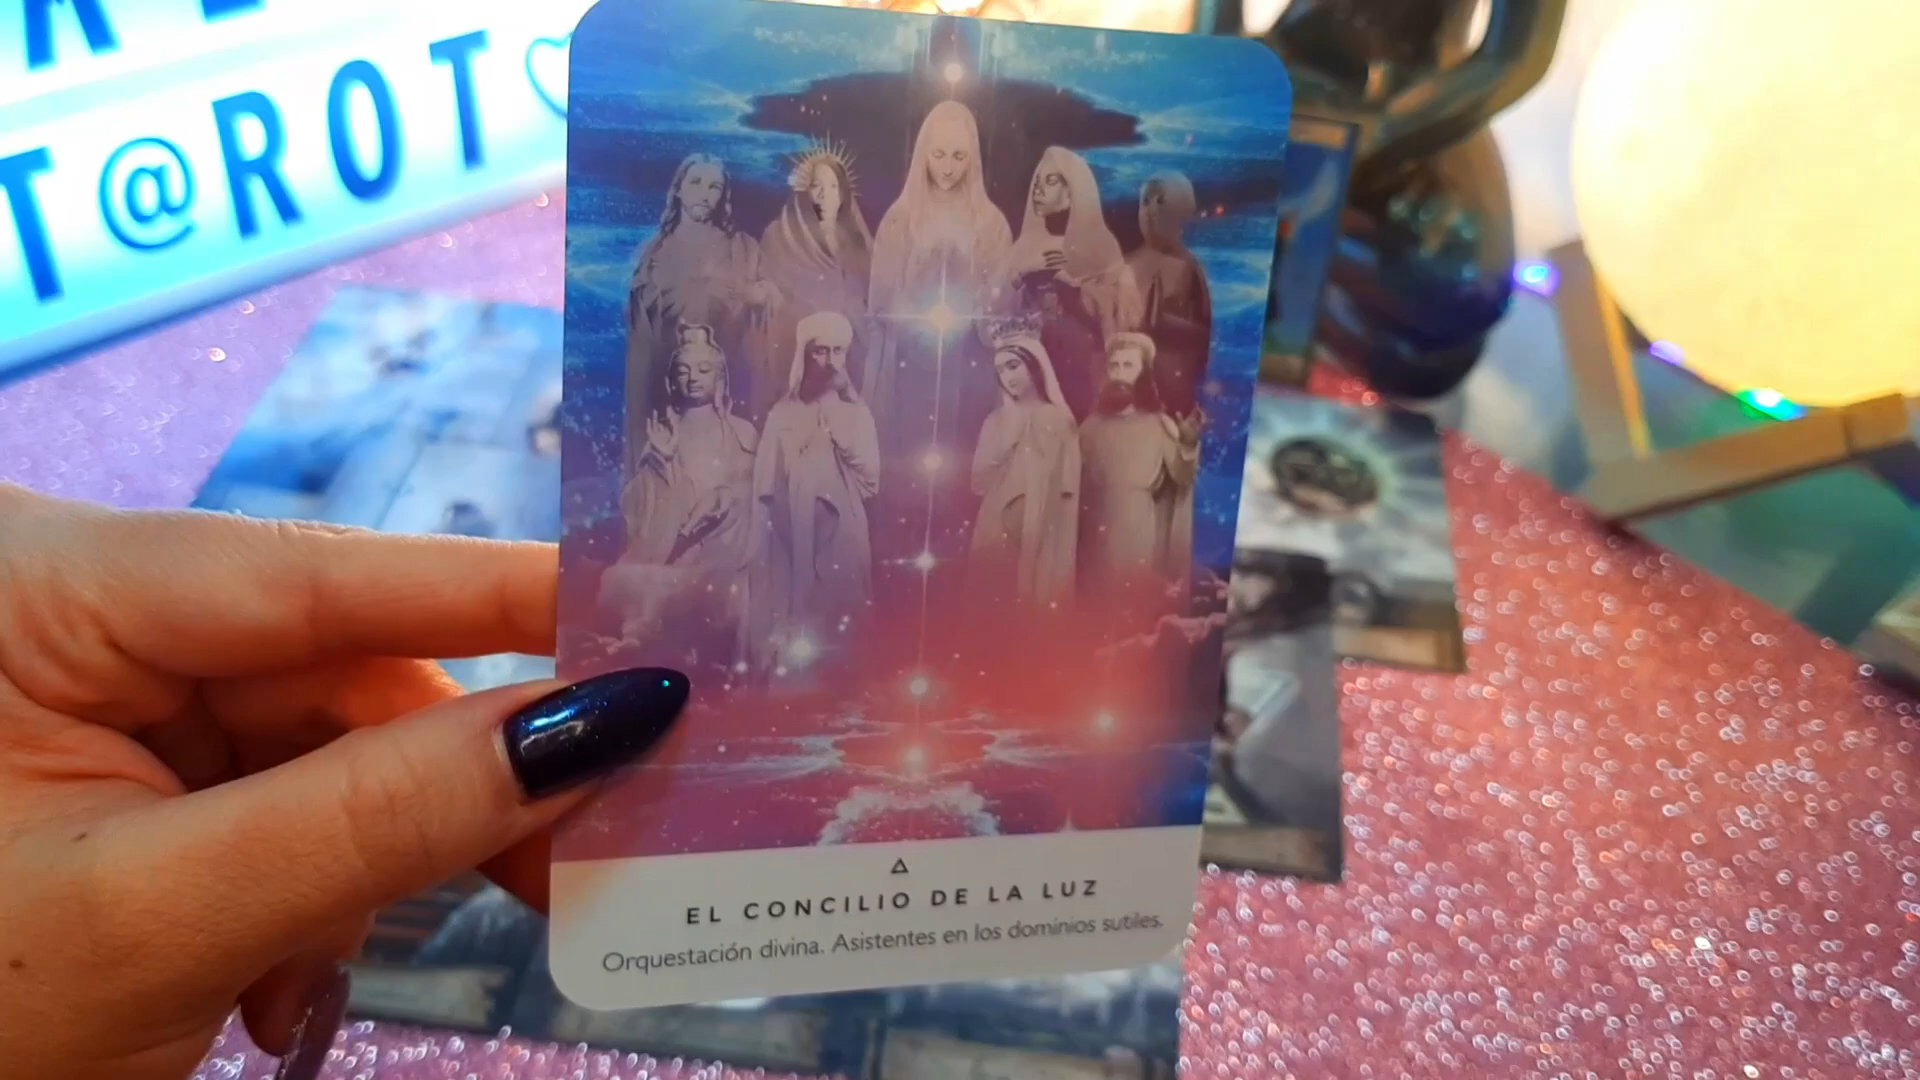 T@ROT
EL CONCILIO DE LA LUZ
Orquestación divina. Asistentes en los dominios sutiles.